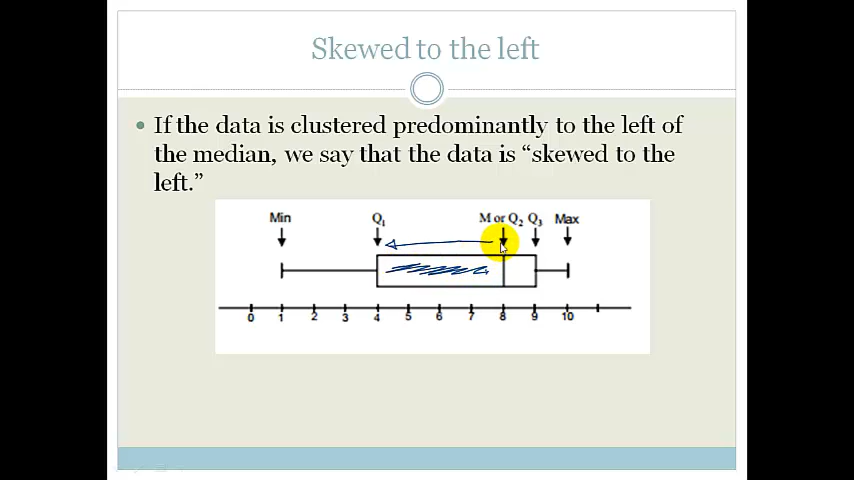 Skewed to the left
If the data is clustered predominantly to the left of
the median, we say that the data is “skewed to the
left.”
Min Q1 M or Q2 Q3 Max
0 1 2 3 4 5 6 7 8 9 10